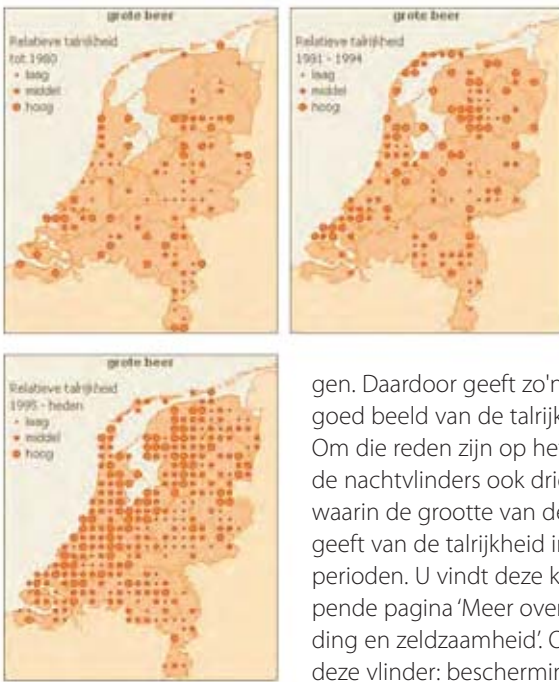 grote beer
Relatieve talrijkheid
tot 1980
laag
middel
hoog
grote beer
Relatieve talrijkheid
1981 - 1994
laag
middel
hoog
grote beer
Relatieve talrijkheid
1995 - heden
laag
middel
hoog
gen. Daardoor geeft zo'n
goed beeld van de talrijk
Om die reden zijn op het
de nachtvlinders ook drie
waarin de grootte van de
geeft van de talrijkheid in
perioden. U vindt deze k
pende pagina 'Meer over
ding en zeldzaamheid'. O
deze vlinder: beschermin